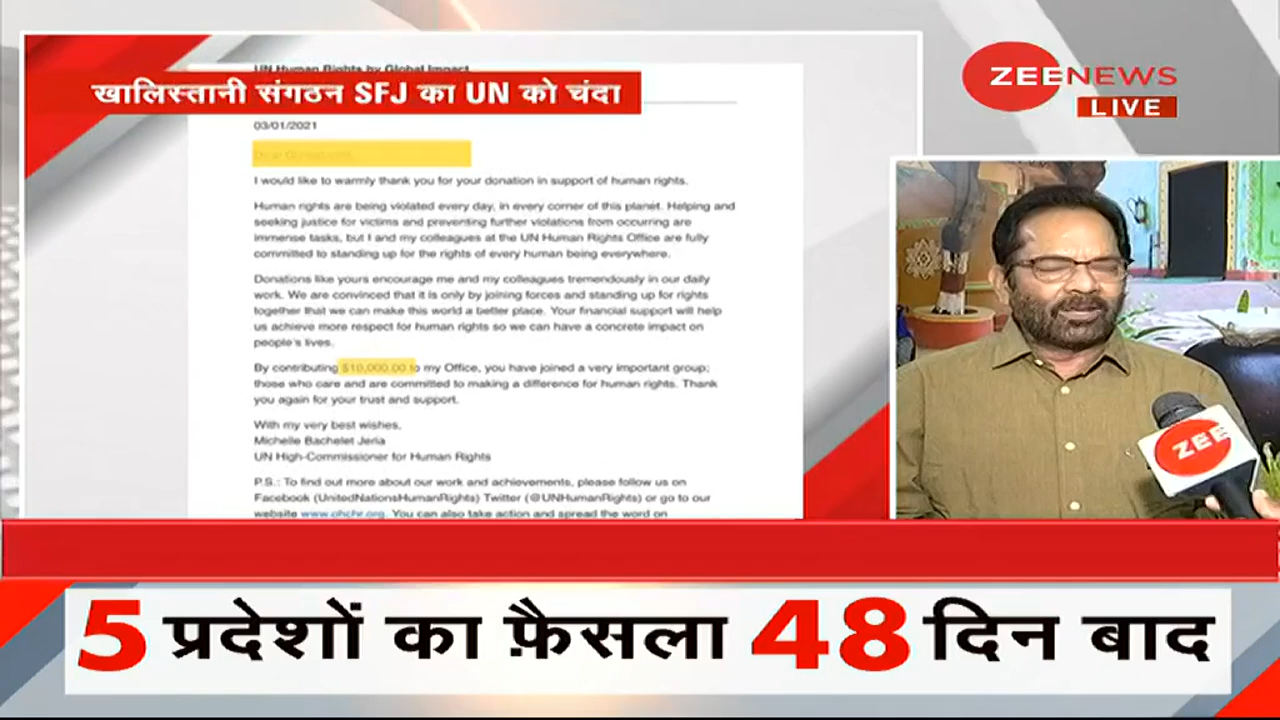 UN Human Rights by Global Impact
खालिस्तानी संगठन SFJ का UN को चंदा
ZEE NEWS
LIVE
03/01/2021
I would like to warmly thank you for your donation in support of human rights.
Human rights are being violated every day, in every corner of this planet. Helping and
seeking justice for victims and preventing further violations from occurring are
immense tasks, but I and my colleagues at the UN Human Rights Office are fully
committed to standing up for the rights of every human being everywhere.
Donations like yours encourage me and my colleagues tremendously in our daily
work. We are convinced that it is only by joining forces and standing up for rights
together that we can make this world a better place. Your financial support will help
us achieve more respect for human rights so we can have a concrete impact on
people's lives.
By contributing $10,000.00 to my Office, you have joined a very important group;
those who care and are committed to making a difference for human rights. Thank
you again for your trust and support.
With my very best wishes,
Michelle Bachelet Jeria
UN High-Commissioner for Human Rights
P.S.: To find out more about our work and achievements, please follow us on
Facebook (UnitedNationsHumanRights) Twitter (@UNHumanRights) or go to our
website www.ohchr.org. You can also take action and spread the word on
ZEE
5 प्रदेशों का फ़ैसला 48 दिन बाद